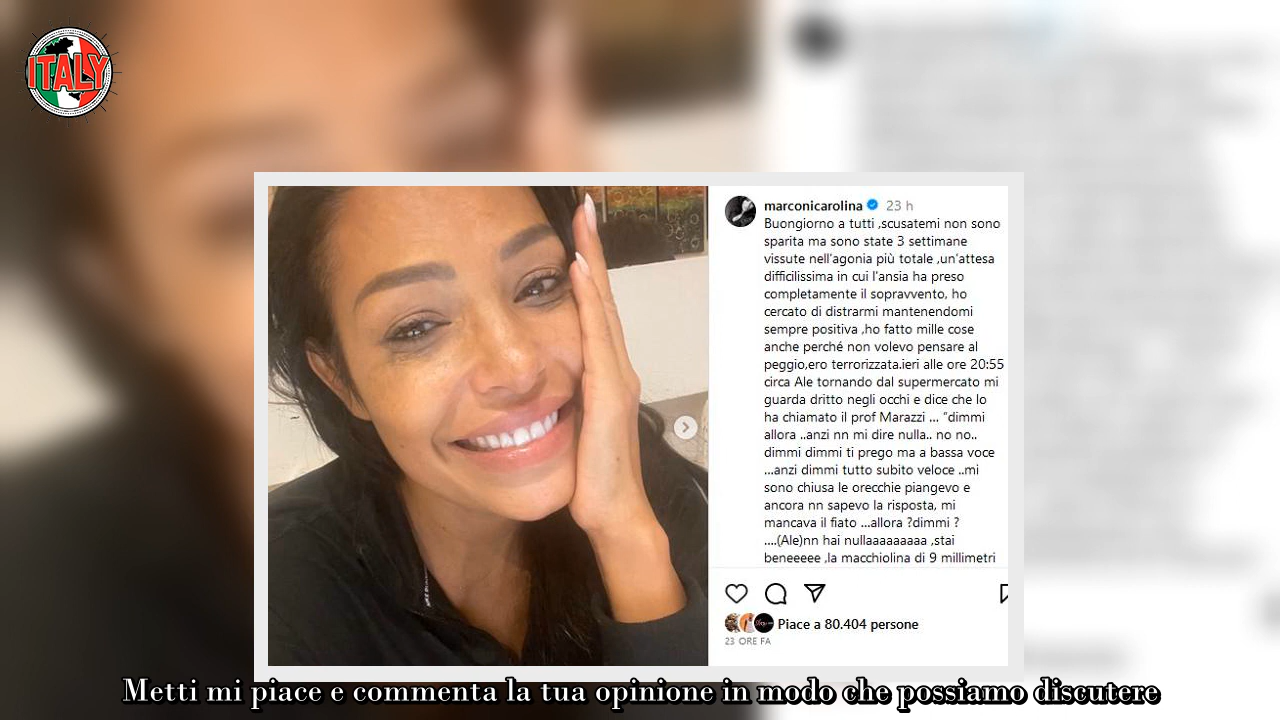 ITALY
marconicarolina 23 h
Buongiorno a tutti ,scusatemi non sono
sparita ma sono state 3 settimane
vissute nell'agonia più totale ,un'attesa
difficilissima in cui l'ansia ha preso
completamente il sopravvento, ho
cercato di distrarmi mantenendomi
sempre positiva ,ho fatto mille cose
anche perché non volevo pensare al
peggio,ero terrorizzata.ieri alle ore 20:55
circa Ale tornando dal supermercato mi
guarda dritto negli occhi e dice che lo
ha chiamato il prof Marazzi ... "dimmi
allora ..anzi nn mi dire nulla.. no no..
dimmi dimmi ti prego ma a bassa voce
...anzi dimmi tutto subito veloce ..mi
sono chiusa le orecchie piangevo e
ancora nn sapevo la risposta, mi
mancava il fiato ...allora ?dimmi ?
....(Ale)nn hai nullaaaaaaaaa ,stai
beneeeee ,la macchiolina di 9 millimetri
Piace a 80.404 persone
23 ORE FA
Metti mi piace e commenta la tua opinione in modo che possiamo discutere